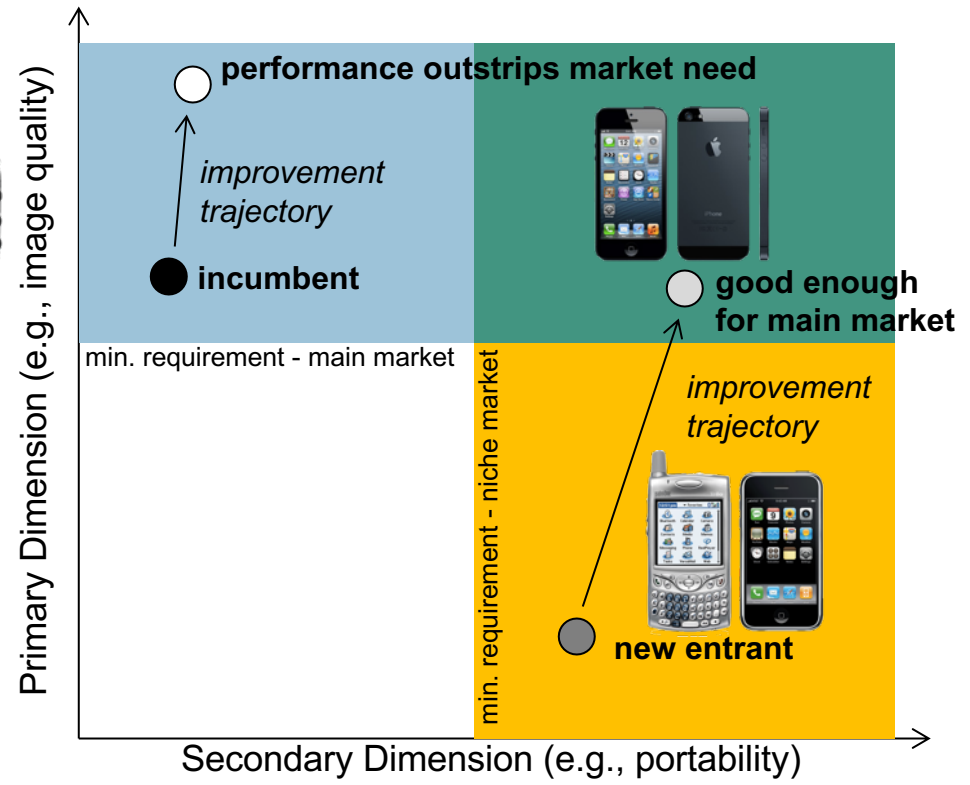 performance outstrips market need
improvement
trajectory
incumbent
good enough
for main market
min. requirement - main market
min. requirement - niche market
improvement
trajectory
new entrant
Primary Dimension (e.g., image quality)
Secondary Dimension (e.g., portability)